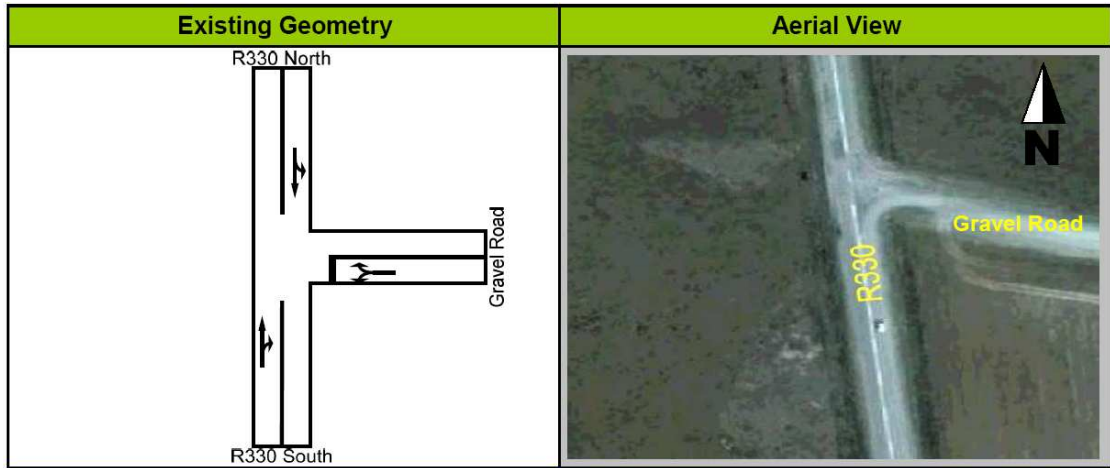 Existing Geometry
Aerial View
R330 North
Gravel Road
R330 South
N
Gravel Road
R330